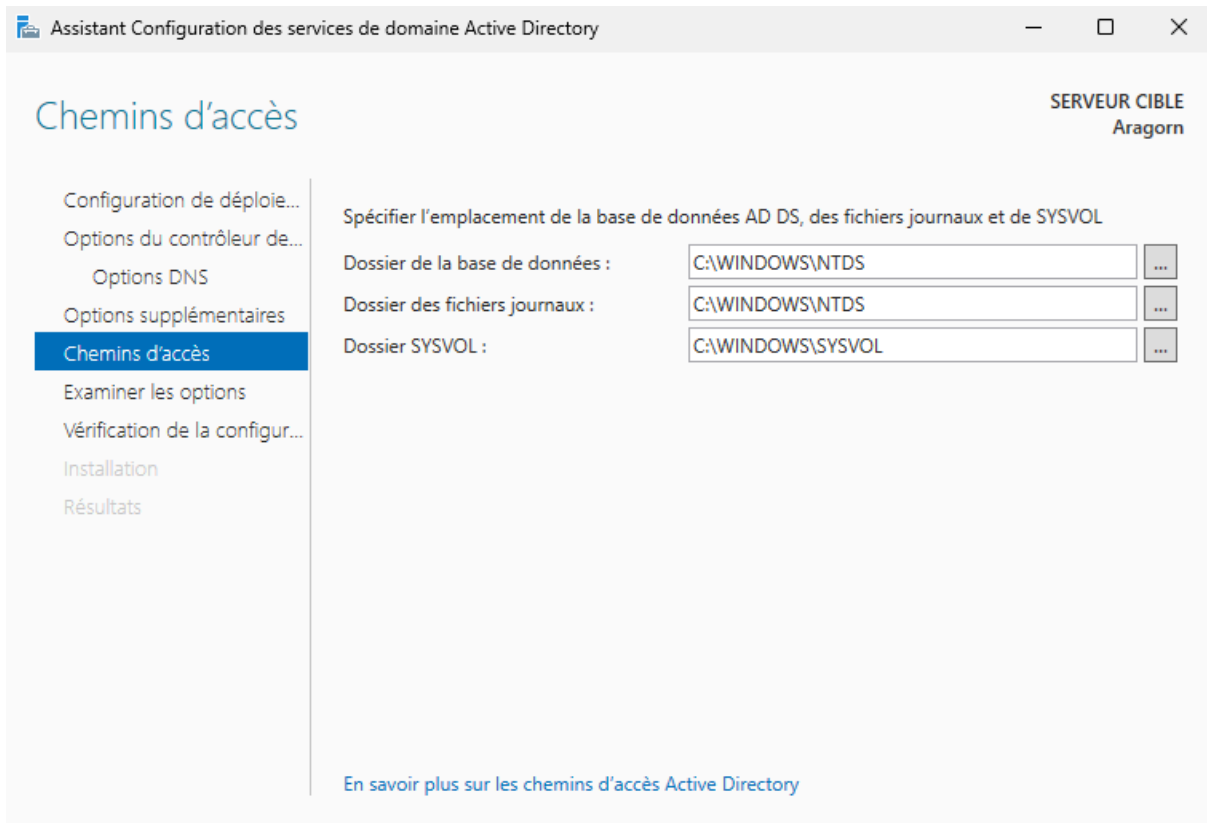 Assistant Configuration des services de domaine Active Directory
Chemins d’accès
SERVEUR CIBLE
Aragorn
Configuration de déploie...
Options du contrôleur de...
Options DNS
Options supplémentaires
Chemins d’accès
Examiner les options
Vérification de la configur...
Installation
Résultats
Spécifier l’emplacement de la base de données AD DS, des fichiers journaux et de SYSVOL
Dossier de la base de données : C:\WINDOWS\NTDS ...
Dossier des fichiers journaux : C:\WINDOWS\NTDS ...
Dossier SYSVOL : C:\WINDOWS\SYSVOL ...
En savoir plus sur les chemins d’accès Active Directory